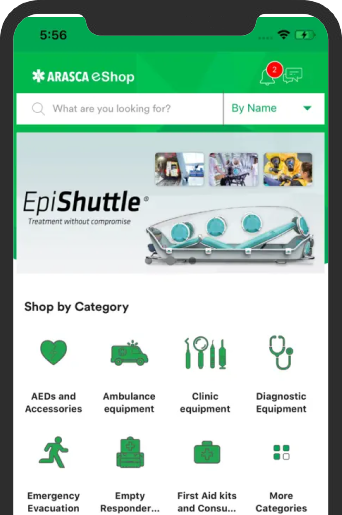 5:56
2
ARASCA eShop
What are you looking for?
By Name
EpiShuttle®
Treatment without compromise
Shop by Category
AEDs and
Accessories
Ambulance
equipment
Clinic
equipment
Diagnostic
Equipment
Emergency
Evacuation
Empty
Responder...
First Aid kits
and Consu...
More
Categories